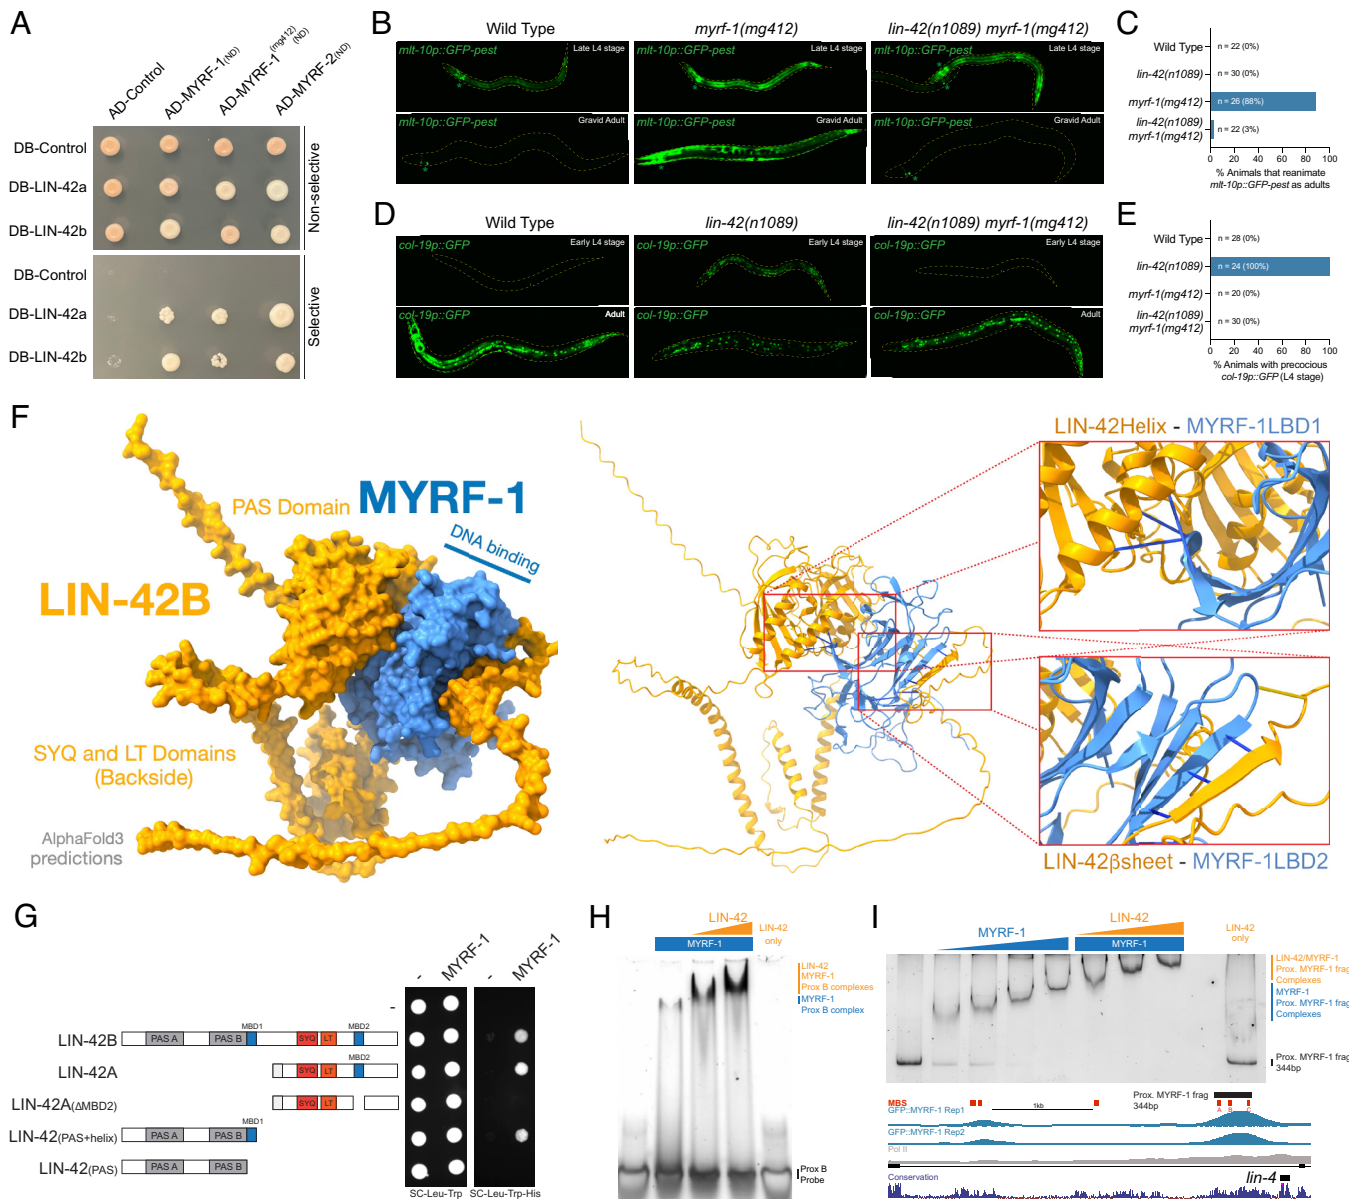 A
AD-Control
AD-MYRF-1(ND)
AD-MYRF-1(mg412)(ND)
AD-MYRF-2(ND)
DB-Control
DB-LIN-42a
DB-LIN-42b
Non-selective
DB-Control
DB-LIN-42a
DB-LIN-42b
Selective
B
Wild Type
myrf-1(mg412)
lin-42(n1089) myrf-1(mg412)
mlt-10p::GFP-pest
Late L4 stage
mlt-10p::GFP-pest
Late L4 stage
mlt-10p::GFP-pest
Late L4 stage
mlt-10p::GFP-pest
Gravid Adult
mlt-10p::GFP-pest
Gravid Adult
mlt-10p::GFP-pest
Gravid Adult
C
Wild Type
n = 22 (0%)
lin-42(n1089)
n = 30 (0%)
myrf-1(mg412)
n = 26 (88%)
lin-42(n1089)
myrf-1(mg412)
n = 22 (3%)
0 20 40 60 80 100
% Animals that reanimate
mlt-10p::GFP-pest as adults
D
Wild Type
lin-42(n1089)
lin-42(n1089) myrf-1(mg412)
col-19p::GFP
Early L4 stage
col-19p::GFP
Early L4 stage
col-19p::GFP
Early L4 stage
col-19p::GFP
Adult
col-19p::GFP
col-19p::GFP
Adult
E
Wild Type
n = 28 (0%)
lin-42(n1089)
n = 24 (100%)
myrf-1(mg412)
n = 20 (0%)
lin-42(n1089)
myrf-1(mg412)
n = 30 (0%)
0 20 40 60 80 100
% Animals with precocious
col-19p::GFP (L4 stage)
F
PAS Domain
MYRF-1
DNA binding
LIN-42B
SYQ and LT Domains
(Backside)
AlphaFold3
predictions
LIN-42Helix - MYRF-1LBD1
LIN-42βsheet - MYRF-1LBD2
G
- MYRF-1 - MYRF-1
-
LIN-42B
PAS A
PAS B
MBD1
SYQ
LT
MBD2
LIN-42A
SYQ
LT
MBD2
LIN-42A(ΔMBD2)
SYQ
LT
LIN-42(PAS+helix)
PAS A
PAS B
MBD1
LIN-42(PAS)
PAS A
PAS B
SC-Leu-Trp
SC-Leu-Trp-His
H
LIN-42
MYRF-1
LIN-42
only
LIN-42
MYRF-1
Prox B complexes
MYRF-1
Prox B complex
Prox B
Probe
I
MYRF-1
LIN-42
MYRF-1
LIN-42
only
LIN-42/MYRF-1
Prox. MYRF-1 frag
Complexes
MYRF-1
Prox. MYRF-1 frag
Complexes
Prox. MYRF-1 frag
344bp
MBS
1kb
Prox. MYRF-1 frag
344bp
A B C
GFP::MYRF-1 Rep1
GFP::MYRF-1 Rep2
Pol II
lin-4
Conservation